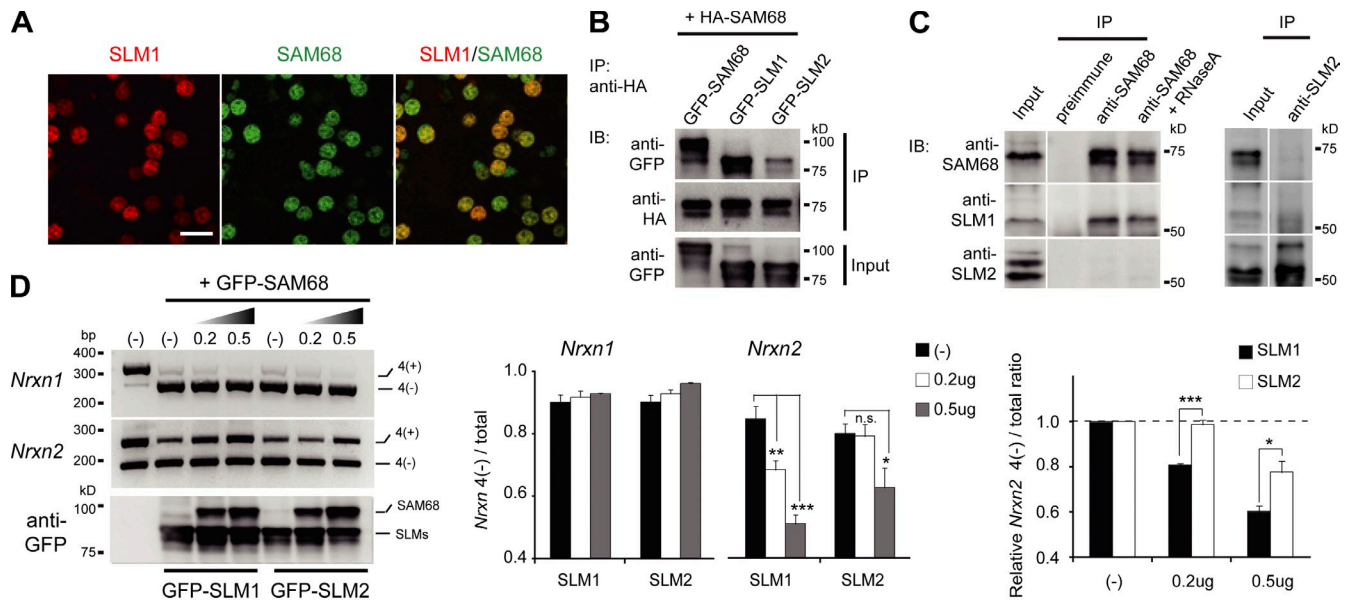 A
SLM1
SAM68
SLM1/SAM68
B
+ HA-SAM68
IP:
anti-HA
GFP-SAM68
GFP-SLM1
GFP-SLM2
IB:
kD
anti-
GFP
100
75
anti-
HA
75
IP
anti-
GFP
100
75
Input
C
IP
IP
Input
preimmune
anti-SAM68
anti-SAM68
+ RNaseA
Input
anti-SLM2
IB:
kD
kD
anti-
SAM68
75
75
anti-
SLM1
50
50
anti-
SLM2
50
50
D
+ GFP-SAM68
bp
(-)
(-)
0.2
0.5
(-)
0.2
0.5
Nrxn1
400
300
200
4(+)
4(-)
Nrxn2
300
200
4(+)
4(-)
kD
anti-
GFP
100
75
SAM68
SLMs
GFP-SLM1
GFP-SLM2
Nrxn1
Nrxn2
(-)
0.2ug
0.5ug
Nrxn 4(-) / total
1.0
0.8
0.6
0.4
**
***
n.s.
*
SLM1
SLM2
SLM1
SLM2
SLM1
SLM2
Relative Nrxn2 4(-) / total ratio
1.0
0.8
0.6
0.4
***
*
(-)
0.2ug
0.5ug